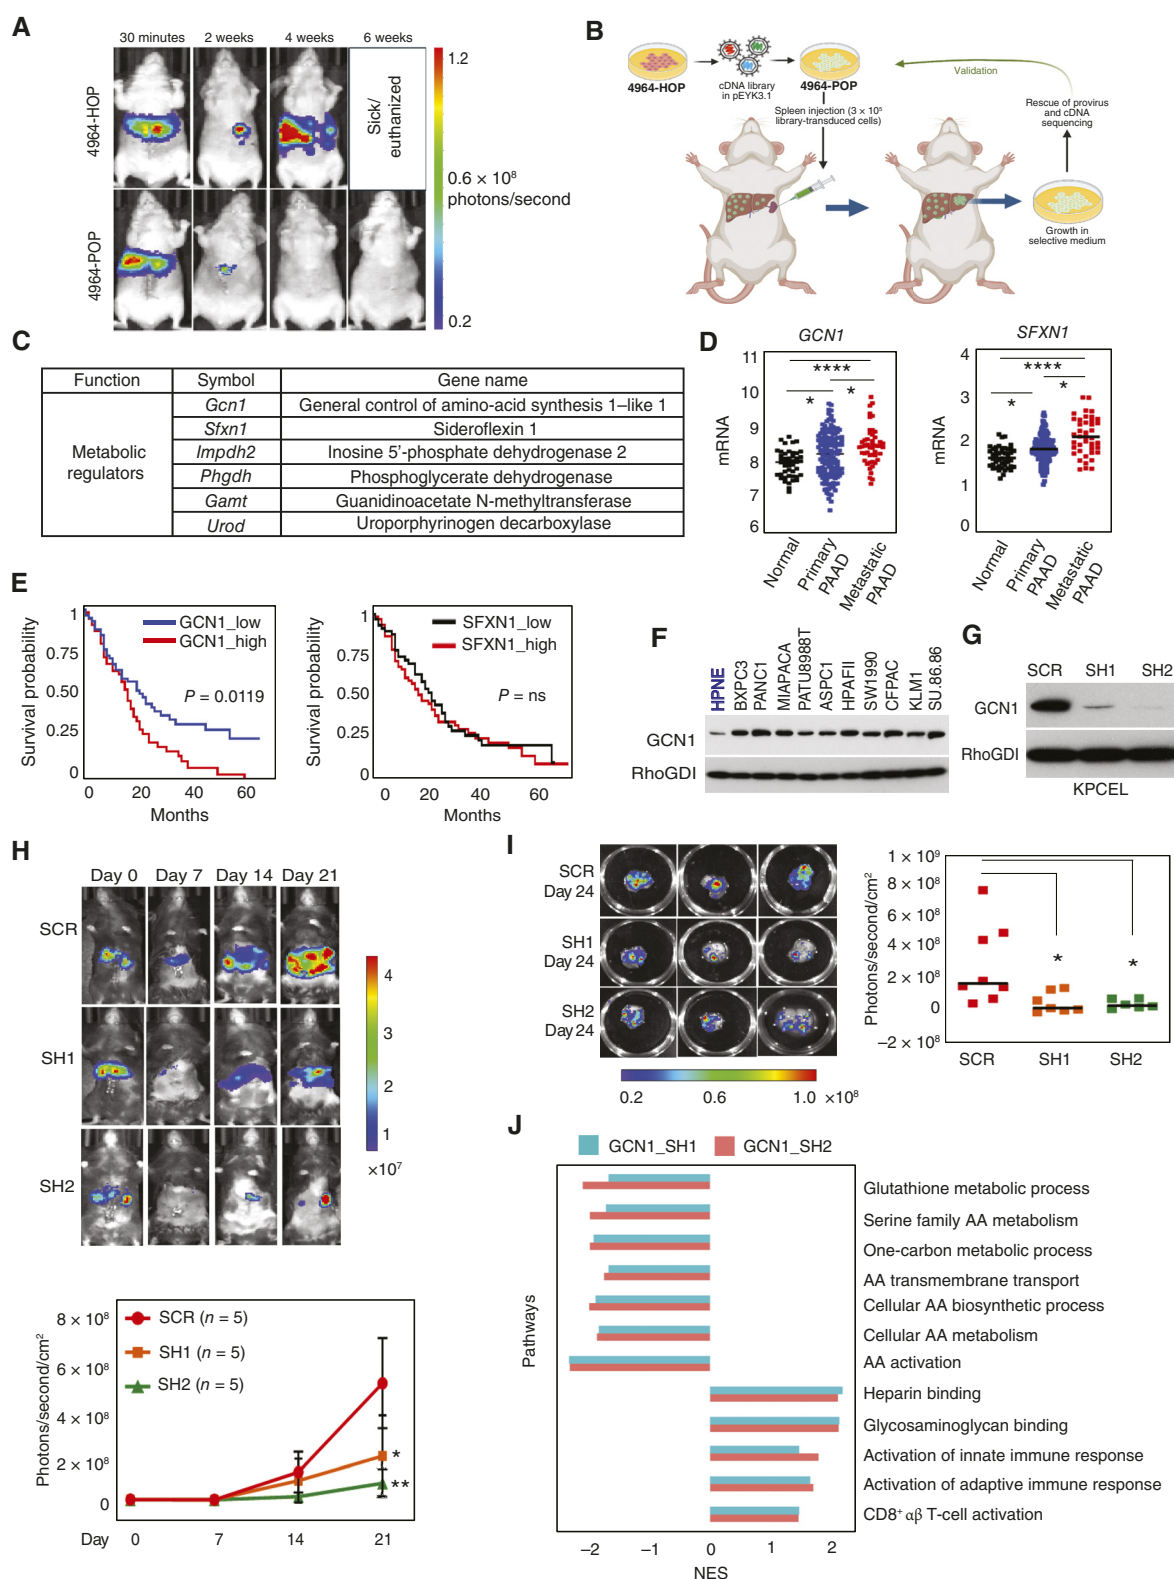 A
30 minutes 2 weeks 4 weeks 6 weeks
4964-HOP
Sick/
euthanized
4964-POP
1.2
0.6 × 10⁸
photons/second
0.2
B
4964-HOP
cDNA library
in pEYK3.1
4964-POP
Validation
Spleen injection (3 × 10⁵
library-transduced cells)
Rescue of provirus
and cDNA
sequencing
Growth in
selective medium
C
Function Symbol Gene name
Metabolic
regulators
Gcn1 General control of amino-acid synthesis 1–like 1
Sfxn1 Sideroflexin 1
Impdh2 Inosine 5'-phosphate dehydrogenase 2
Phgdh Phosphoglycerate dehydrogenase
Gamt Guanidinoacetate N-methyltransferase
Urod Uroporphyrinogen decarboxylase
D
GCN1
mRNA
11
10
9
8
7
6
****
* *
Normal
Primary
PAAD
Metastatic
PAAD
SFXN1
mRNA
4
3
2
1
0
****
*
*
Normal
Primary
PAAD
Metastatic
PAAD
E
Survival probability
1
0.75
0.50
0.25
0
GCN1_low
GCN1_high
P = 0.0119
0 20 40 60
Months
Survival probability
1
0.75
0.50
0.25
0
SFXN1_low
SFXN1_high
P = ns
0 20 40 60
Months
F
HPNE
BXPC3
PANC1
MIAPACA
PATU8988T
ASPC1
HPAFII
SW1990
CFPAC
KLM1
SU.86.86
GCN1
RhoGDI
G
SCR SH1 SH2
GCN1
RhoGDI
KPCEL
H
Day 0 Day 7 Day 14 Day 21
SCR
SH1
SH2
4
3
2
1
×10⁷
Photons/second/cm²
8 × 10⁸
6 × 10⁸
4 × 10⁸
2 × 10⁸
0
SCR (n = 5)
SH1 (n = 5)
SH2 (n = 5)
*
**
Day 0 7 14 21
I
SCR
Day 24
SH1
Day 24
SH2
Day 24
0.2 0.6 1.0 ×10⁸
Photons/second/cm²
1 × 10⁹
8 × 10⁸
6 × 10⁸
4 × 10⁸
2 × 10⁸
0
−2 × 10⁸
* *
SCR SH1 SH2
J
GCN1_SH1 GCN1_SH2
Pathways
Glutathione metabolic process
Serine family AA metabolism
One-carbon metabolic process
AA transmembrane transport
Cellular AA biosynthetic process
Cellular AA metabolism
AA activation
Heparin binding
Glycosaminoglycan binding
Activation of innate immune response
Activation of adaptive immune response
CD8⁺ αβ T-cell activation
−2 −1 0 1 2
NES